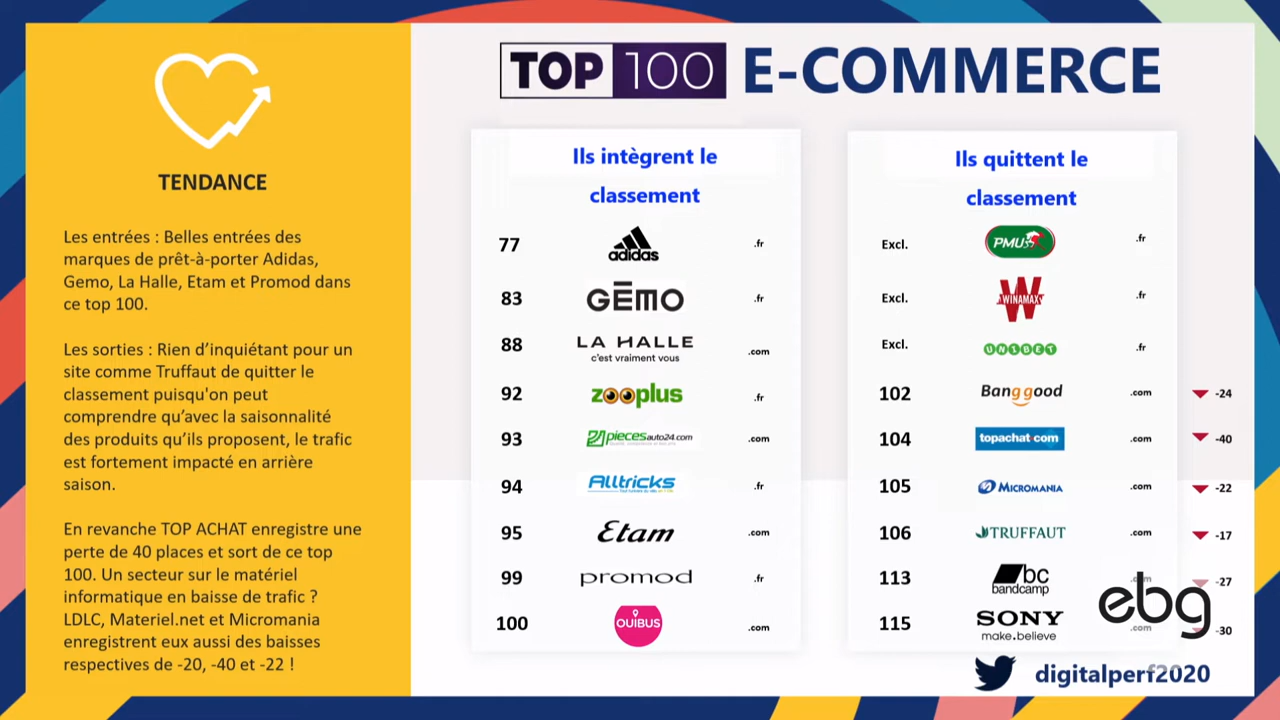 TOP 100 E-COMMERCE
TENDANCE
Les entrées : Belles entrées des
marques de prêt-à-porter Adidas,
Gemo, La Halle, Etam et Promod dans
ce top 100.
Les sorties : Rien d’inquiétant pour un
site comme Truffaut de quitter le
classement puisqu'on peut
comprendre qu’avec la saisonnalité
des produits qu’ils proposent, le trafic
est fortement impacté en arrière
saison.
En revanche TOP ACHAT enregistre une
perte de 40 places et sort de ce top
100. Un secteur sur le matériel
informatique en baisse de trafic ?
LDLC, Materiel.net et Micromania
enregistrent eux aussi des baisses
respectives de -20, -40 et -22 !
Ils intègrent le
classement
77 adidas .fr
83 GĒMO .fr
88 LA HALLE .com
c'est vraiment vous
92 zooplus .fr
93 piecesauto24.com .com
94 Alltricks .fr
95 Etam .com
99 promod .fr
100 OUIBUS .com
Ils quittent le
classement
Excl. PMU .fr
Excl. WINAMAX .fr
Excl. UNIBET .fr
102 Banggood .com -24
104 topachat.com .com -40
105 MICROMANIA .com -22
106 TRUFFAUT .com -17
113 bc bandcamp .com -27
115 SONY .com -30
make.believe
ebg
digitalperf2020